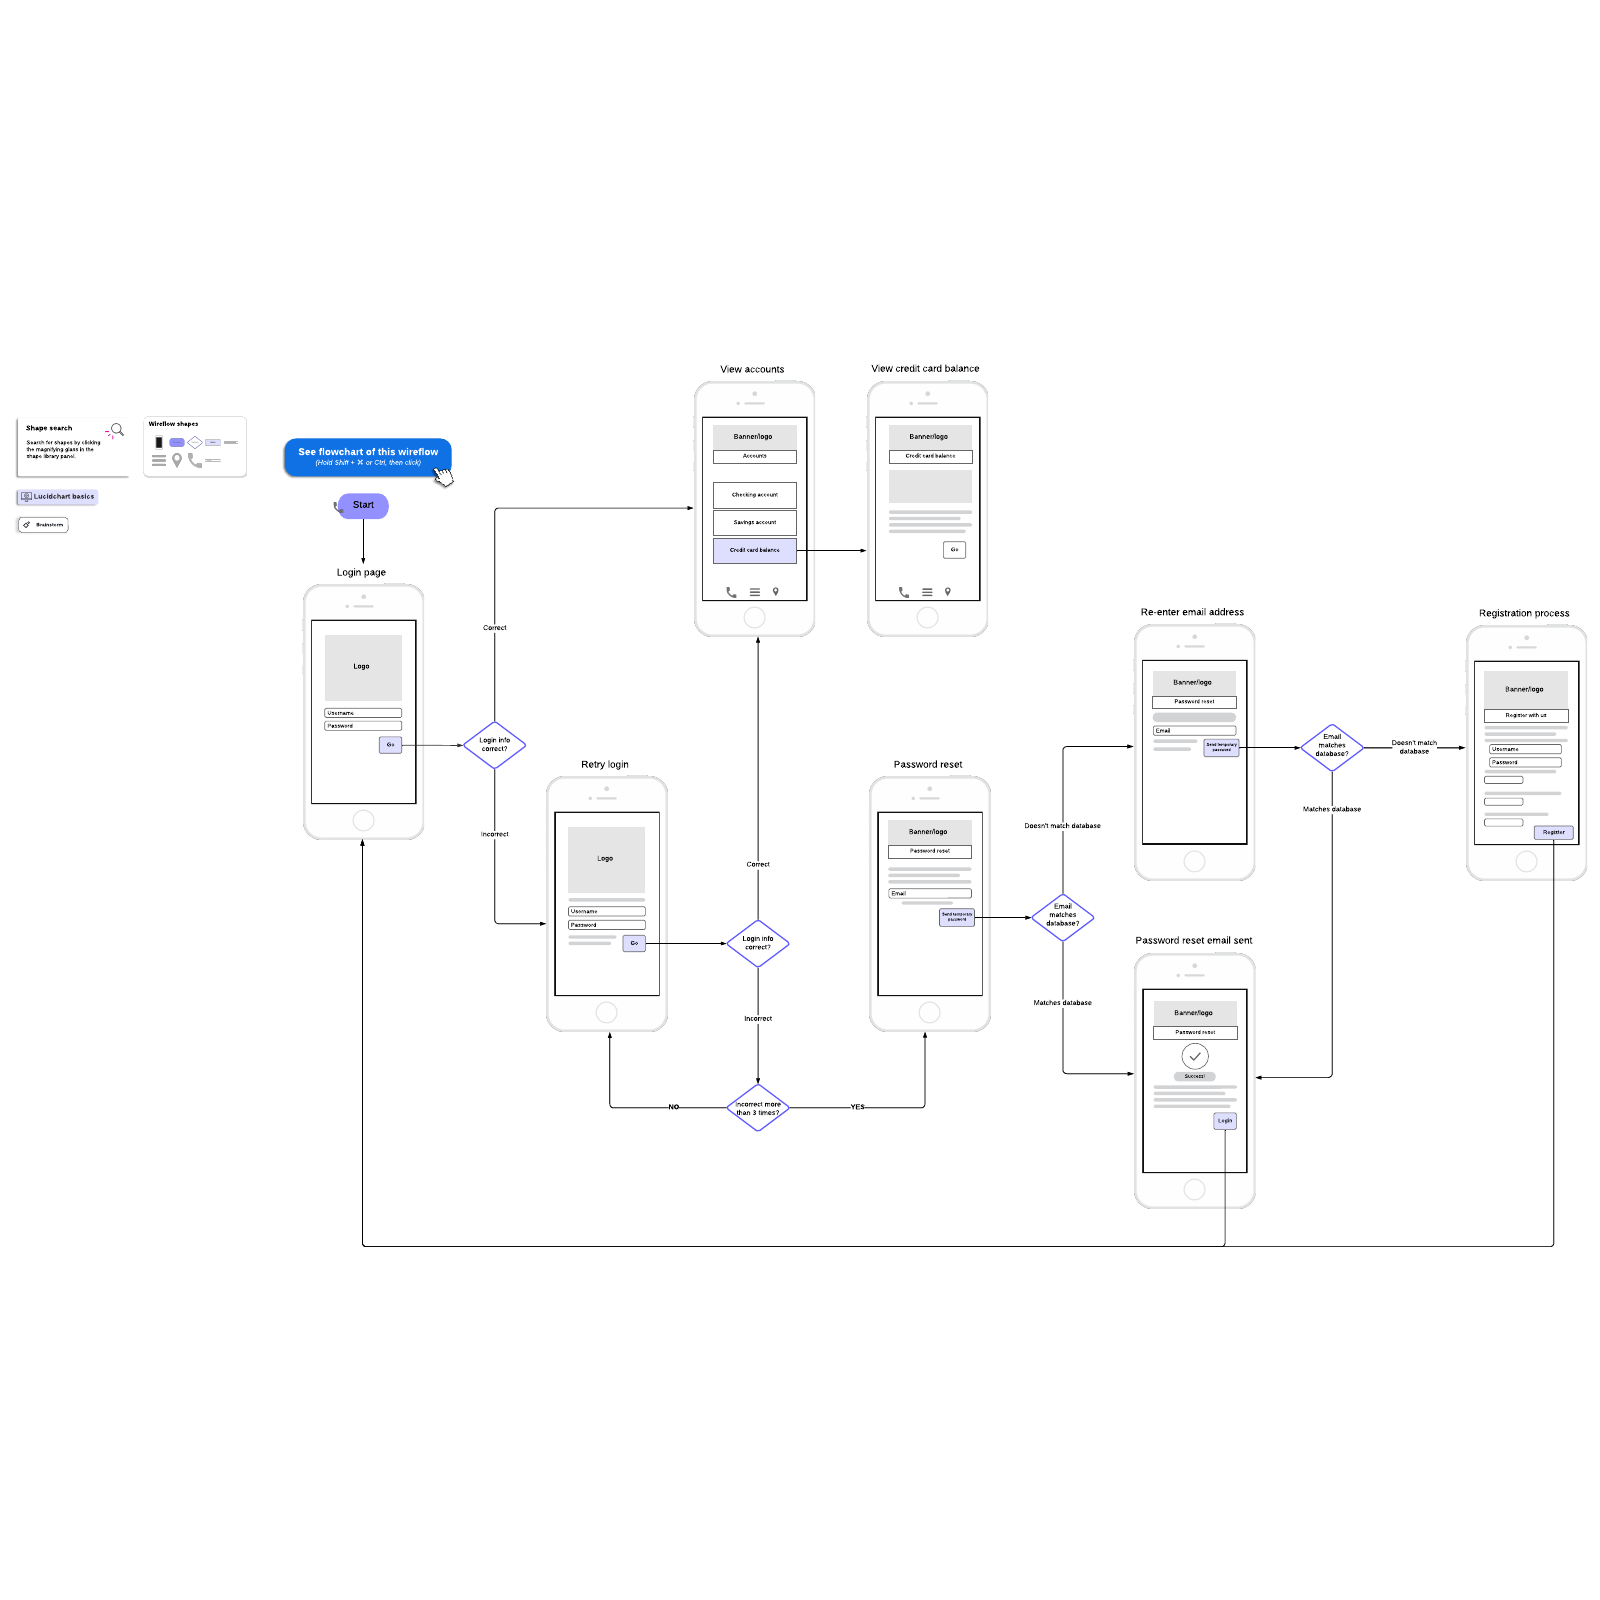 Shape search
Search for shapes by clicking
the magnifying glass in the
shape library panel.
Wireflow shapes
Lucidchart basics
Brainstorm
See flowchart of this wireflow
(Hold Shift + ⌘ or Ctrl, then click)
Start
Login page
Logo
Username
Password
Go
Login info
correct?
Correct
Incorrect
View accounts
Banner/logo
Accounts
Checking account
Savings account
Credit card balance
View credit card balance
Banner/logo
Credit card balance
Go
Retry login
Logo
Username
Password
Go
Login info
correct?
Correct
Incorrect
Incorrect more
than 3 times?
NO
YES
Password reset
Banner/logo
Password reset
Email
Send temporary
password
Email
matches
database?
Doesn't match database
Matches database
Re-enter email address
Banner/logo
Password reset
Email
Send temporary
password
Email
matches
database?
Doesn't match
database
Matches database
Password reset email sent
Banner/logo
Password reset
Success!
Login
Registration process
Banner/logo
Register with us
Username
Password
Register